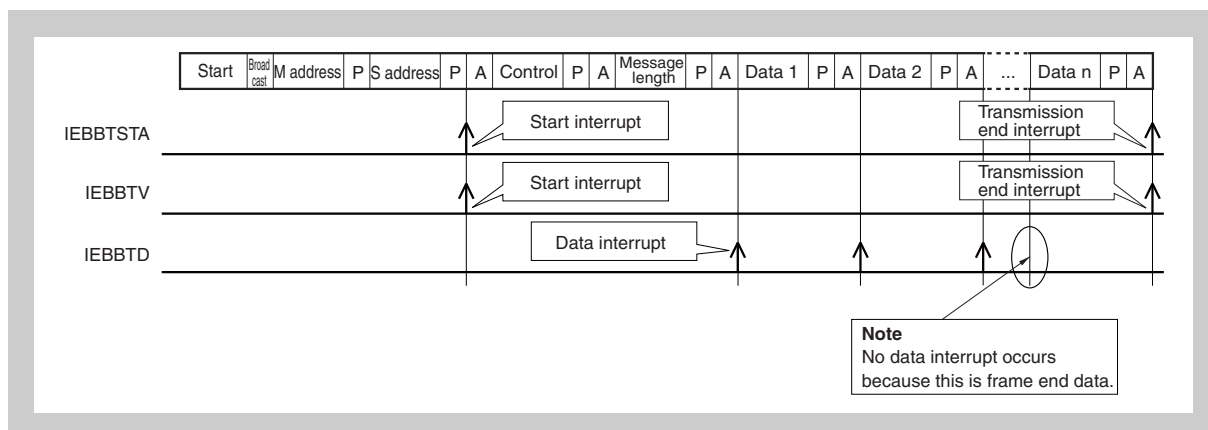 Start Broad cast M address P S address P A Control P A Message length P A Data 1 P A Data 2 P A ... Data n P A
IEBBTSTA
Start interrupt
Transmission
end interrupt
IEBBTV
Start interrupt
Transmission
end interrupt
IEBBTD
Data interrupt
Note
No data interrupt occurs
because this is frame end data.